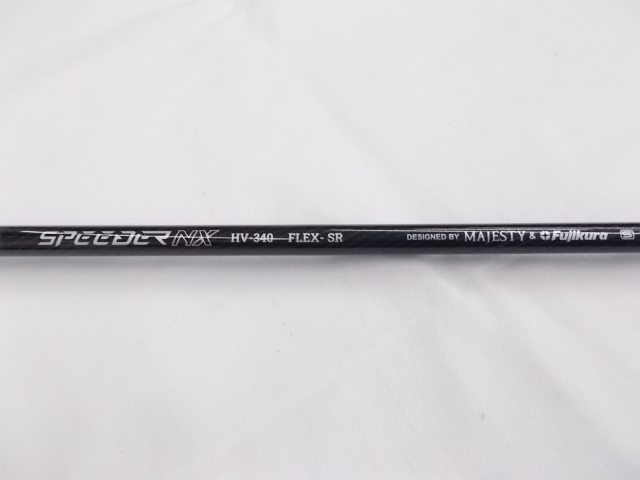 SPEEDER NX HV-340 FLEX- SR DESIGNED BY MAJESTY & Fujikura